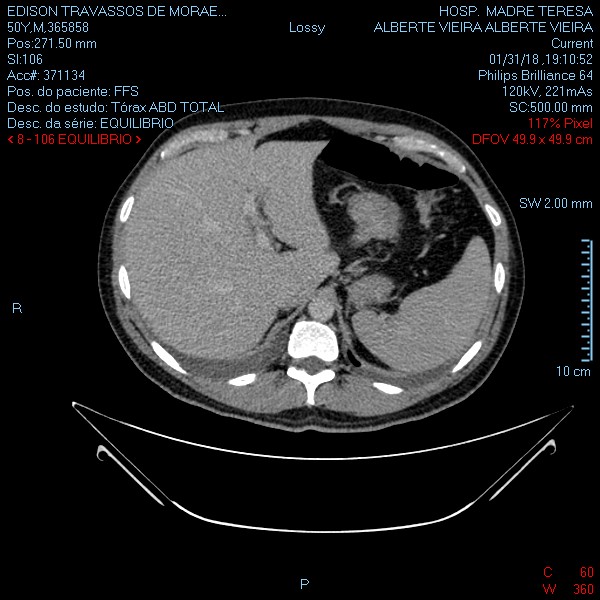 EDISON TRAVASSOS DE MORAE...
50Y,M,365858
Pos:271.50 mm
SI:106
Acc#: 371134
Pos. do paciente: FFS
Desc. do estudo: Tórax ABD TOTAL
Desc. da série: EQUILIBRIO
< 8 - 106 EQUILIBRIO >
Lossy
HOSP. MADRE TERESA
ALBERTE VIEIRA ALBERTE VIEIRA
Current
01/31/18 ,19:10:52
Philips Brilliance 64
120kV, 221mAs
SC:500.00 mm
117% Pixel
DFOV 49.9 x 49.9 cm
SW 2.00 mm
R
10 cm
P
C 60
W 360